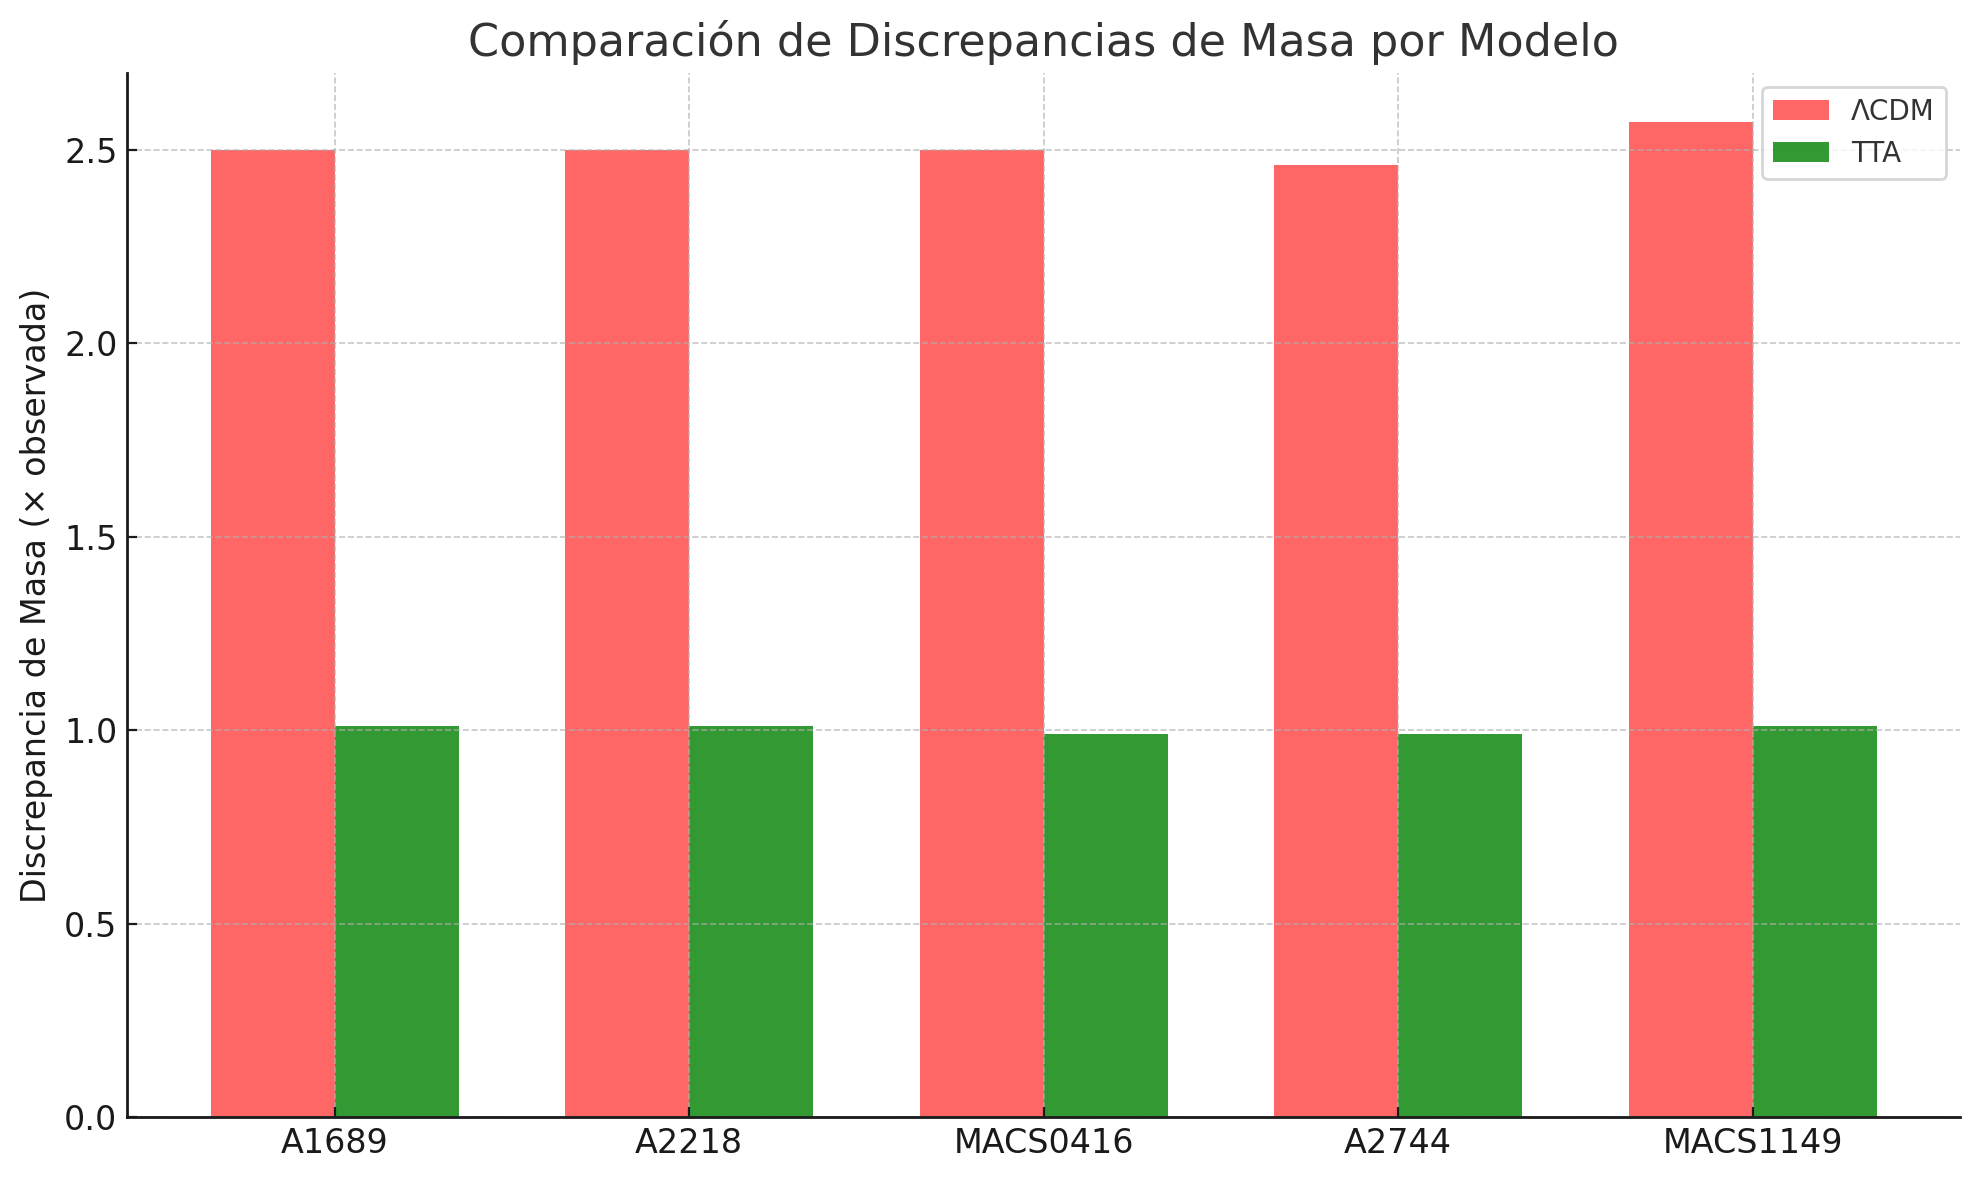 Comparación de Discrepancias de Masa por Modelo
ΛCDM
TTA
Discrepancia de Masa (× observada)
2.5
2.0
1.5
1.0
0.5
0.0
A1689
A2218
MACS0416
A2744
MACS1149